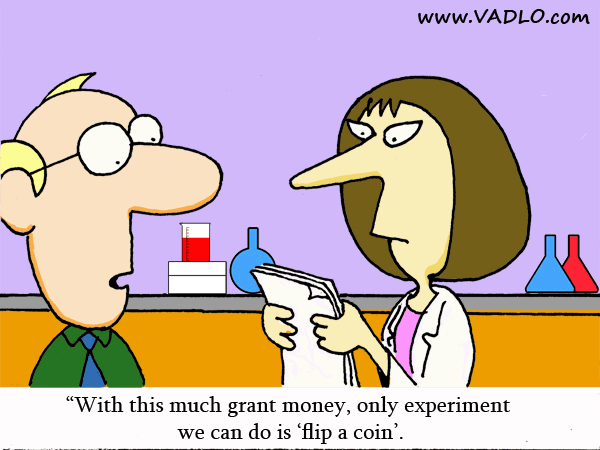 www.VADLO.com
“With this much grant money, only experiment
we can do is ‘flip a coin’.